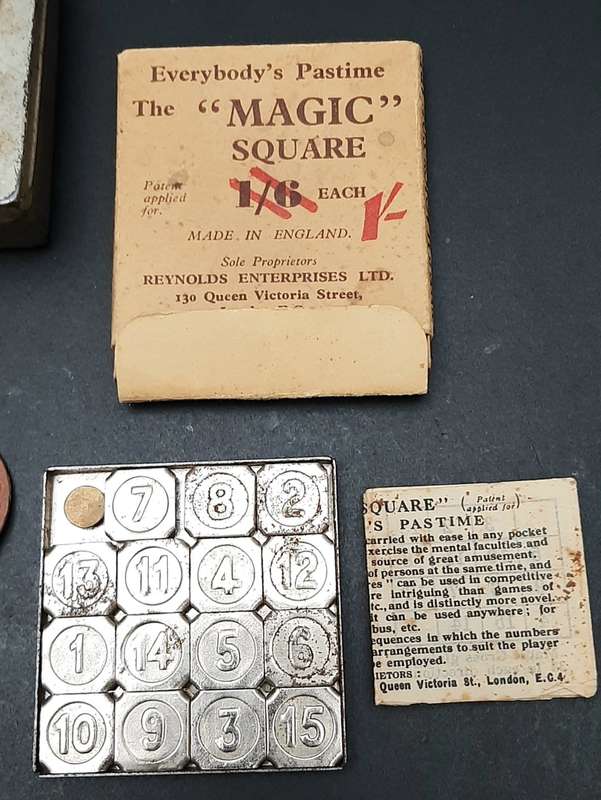 Everybody's Pastime
The "MAGIC"
SQUARE
Patent
applied
for.
1/6 EACH 1/-
MADE IN ENGLAND.
Sole Proprietors
REYNOLDS ENTERPRISES LTD.
130 Queen Victoria Street,
7 8 2
13 11 4 12
1 14 5 6
10 9 3 15
SQUARE" (Patent
applied for)
'S PASTIME
carried with ease in any pocket
xercise the mental faculties and
source of great amusement.
of persons at the same time, and
res" can be used in competitive
re intriguing than games of
tc., and is distinctly more novel.
it can be used anywhere; for
bus, etc.
equences in which the numbers
arrangements to suit the player
be employed.
IETORS:
Queen Victoria St., London, E.C.4